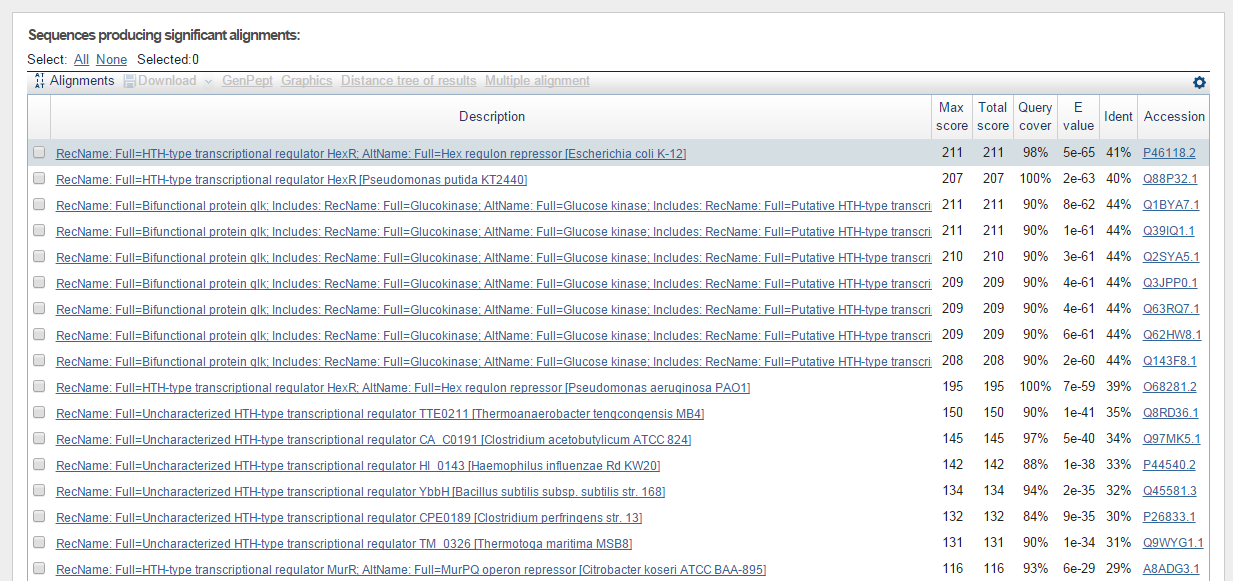 Sequences producing significant alignments:
Select: All None Selected:0
Alignments Download GenPept Graphics Distance tree of results Multiple alignment
Description Max score Total score Query cover E value Ident Accession
RecName: Full=HTH-type transcriptional regulator HexR; AltName: Full=Hex regulon repressor [Escherichia coli K-12] 211 211 98% 5e-65 41% P46118.2
RecName: Full=HTH-type transcriptional regulator HexR [Pseudomonas putida KT2440] 207 207 100% 2e-63 40% Q88P32.1
RecName: Full=Bifunctional protein glk; Includes: RecName: Full=Glucokinase; AltName: Full=Glucose kinase; Includes: RecName: Full=Putative HTH-type transcri 211 211 90% 8e-62 44% Q1BYA7.1
RecName: Full=Bifunctional protein glk; Includes: RecName: Full=Glucokinase; AltName: Full=Glucose kinase; Includes: RecName: Full=Putative HTH-type transcri 211 211 90% 1e-61 44% Q39IQ1.1
RecName: Full=Bifunctional protein glk; Includes: RecName: Full=Glucokinase; AltName: Full=Glucose kinase; Includes: RecName: Full=Putative HTH-type transcri 210 210 90% 3e-61 44% Q2SYA5.1
RecName: Full=Bifunctional protein glk; Includes: RecName: Full=Glucokinase; AltName: Full=Glucose kinase; Includes: RecName: Full=Putative HTH-type transcri 209 209 90% 4e-61 44% Q3JPP0.1
RecName: Full=Bifunctional protein glk; Includes: RecName: Full=Glucokinase; AltName: Full=Glucose kinase; Includes: RecName: Full=Putative HTH-type transcri 209 209 90% 4e-61 44% Q63RQ7.1
RecName: Full=Bifunctional protein glk; Includes: RecName: Full=Glucokinase; AltName: Full=Glucose kinase; Includes: RecName: Full=Putative HTH-type transcri 209 209 90% 6e-61 44% Q62HW8.1
RecName: Full=Bifunctional protein glk; Includes: RecName: Full=Glucokinase; AltName: Full=Glucose kinase; Includes: RecName: Full=Putative HTH-type transcri 208 208 90% 2e-60 44% Q143F8.1
RecName: Full=HTH-type transcriptional regulator HexR; AltName: Full=Hex regulon repressor [Pseudomonas aeruginosa PAO1] 195 195 100% 7e-59 39% O68281.2
RecName: Full=Uncharacterized HTH-type transcriptional regulator TTE0211 [Thermoanaerobacter tengcongensis MB4] 150 150 90% 1e-41 35% Q8RD36.1
RecName: Full=Uncharacterized HTH-type transcriptional regulator CA_C0191 [Clostridium acetobutylicum ATCC 824] 145 145 97% 5e-40 34% Q97MK5.1
RecName: Full=Uncharacterized HTH-type transcriptional regulator HI_0143 [Haemophilus influenzae Rd KW20] 142 142 88% 1e-38 33% P44540.2
RecName: Full=Uncharacterized HTH-type transcriptional regulator YbbH [Bacillus subtilis subsp. subtilis str. 168] 134 134 94% 2e-35 32% Q45581.3
RecName: Full=Uncharacterized HTH-type transcriptional regulator CPE0189 [Clostridium perfringens str. 13] 132 132 84% 9e-35 30% P26833.1
RecName: Full=Uncharacterized HTH-type transcriptional regulator TM_0326 [Thermotoga maritima MSB8] 131 131 90% 1e-34 31% Q9WYG1.1
RecName: Full=HTH-type transcriptional regulator MurR; AltName: Full=MurPQ operon repressor [Citrobacter koseri ATCC BAA-895] 116 116 93% 6e-29 29% A8ADG3.1